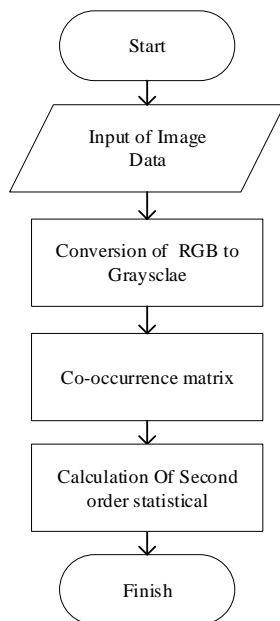 Start
Input of Image
Data
Conversion of RGB to
Graysclae
Co-occurrence matrix
Calculation Of Second
order statistical
Finish